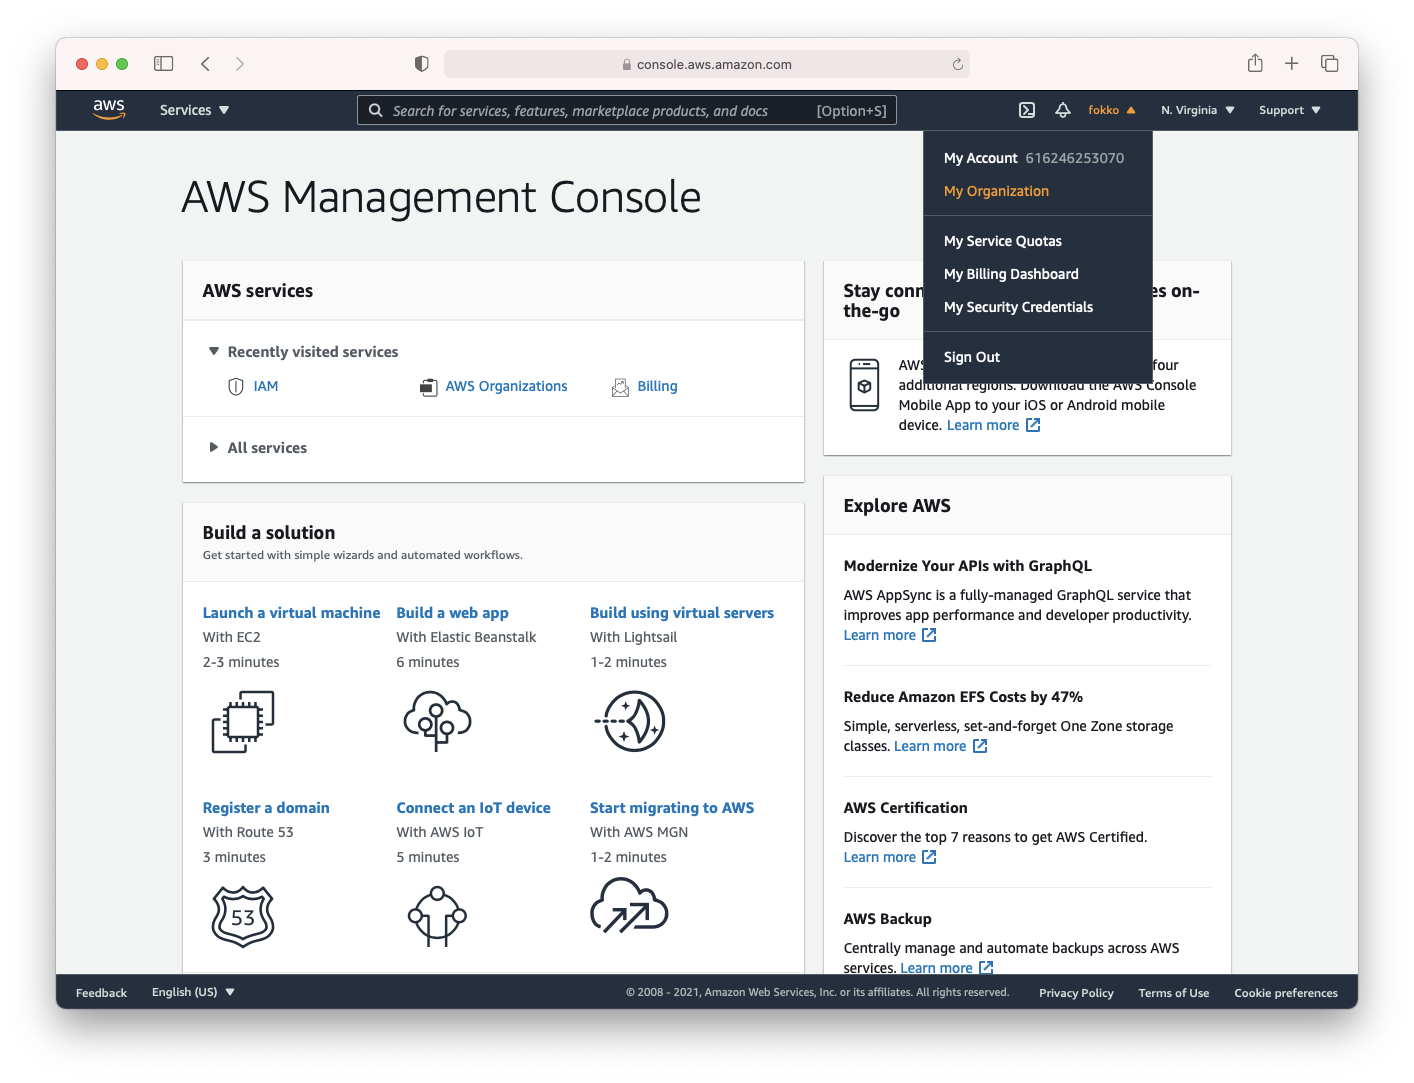 console.aws.amazon.com
aws
Services
Search for services, features, marketplace products, and docs
[Option+S]
fokko
N. Virginia
Support
My Account 616246253070
My Organization
My Service Quotas
My Billing Dashboard
My Security Credentials
Sign Out
AWS Management Console
AWS services
Recently visited services
IAM
AWS Organizations
Billing
All services
Build a solution
Get started with simple wizards and automated workflows.
Launch a virtual machine
With EC2
2-3 minutes
Build a web app
With Elastic Beanstalk
6 minutes
Build using virtual servers
With Lightsail
1-2 minutes
Register a domain
With Route 53
3 minutes
53
Connect an IoT device
With AWS IoT
5 minutes
Start migrating to AWS
With AWS MGN
1-2 minutes
Stay on-
the-go
AWS four
additional regions. Download the AWS Console
Mobile App to your iOS or Android mobile
device. Learn more
Explore AWS
Modernize Your APIs with GraphQL
AWS AppSync is a fully-managed GraphQL service that
improves app performance and developer productivity.
Learn more
Reduce Amazon EFS Costs by 47%
Simple, serverless, set-and-forget One Zone storage
classes. Learn more
AWS Certification
Discover the top 7 reasons to get AWS Certified.
Learn more
AWS Backup
Centrally manage and automate backups across AWS
services. Learn more
Feedback
English (US)
© 2008 - 2021, Amazon Web Services, Inc. or its affiliates. All rights reserved.
Privacy Policy
Terms of Use
Cookie preferences